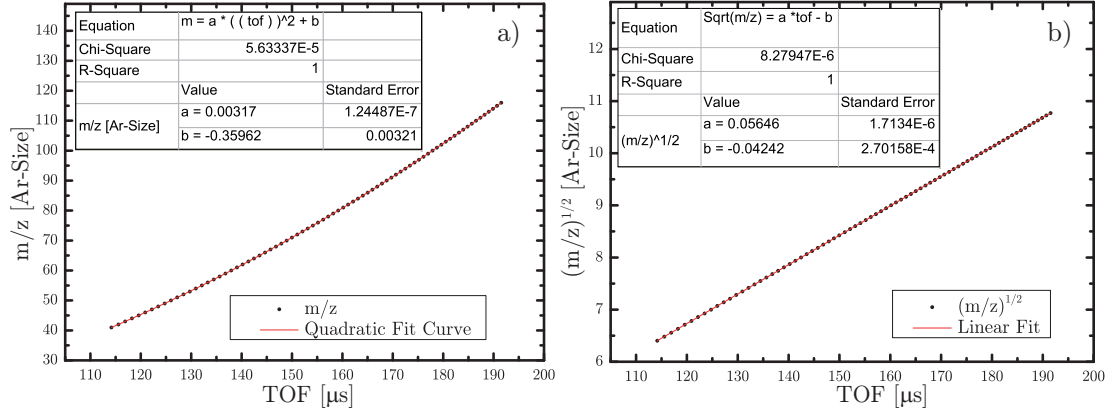 a)
Equation m = a * ( ( tof ) )^2 + b
Chi-Square 5.63337E-5
R-Square 1
Value Standard Error
m/z [Ar-Size] a = 0.00317 1.24487E-7
b = -0.35962 0.00321
m/z [Ar-Size]
140
130
120
110
100
90
80
70
60
50
40
30
m/z
Quadratic Fit Curve
110 120 130 140 150 160 170 180 190 200
TOF [µs]
b)
Equation Sqrt(m/z) = a *tof - b
Chi-Square 8.27947E-6
R-Square 1
Value Standard Error
(m/z)^1/2 a = 0.05646 1.7134E-6
b = -0.04242 2.70158E-4
(m/z)^{1/2} [Ar-Size]
12
11
10
9
8
7
6
(m/z)^{1/2}
Linear Fit
110 120 130 140 150 160 170 180 190 200
TOF [µs]